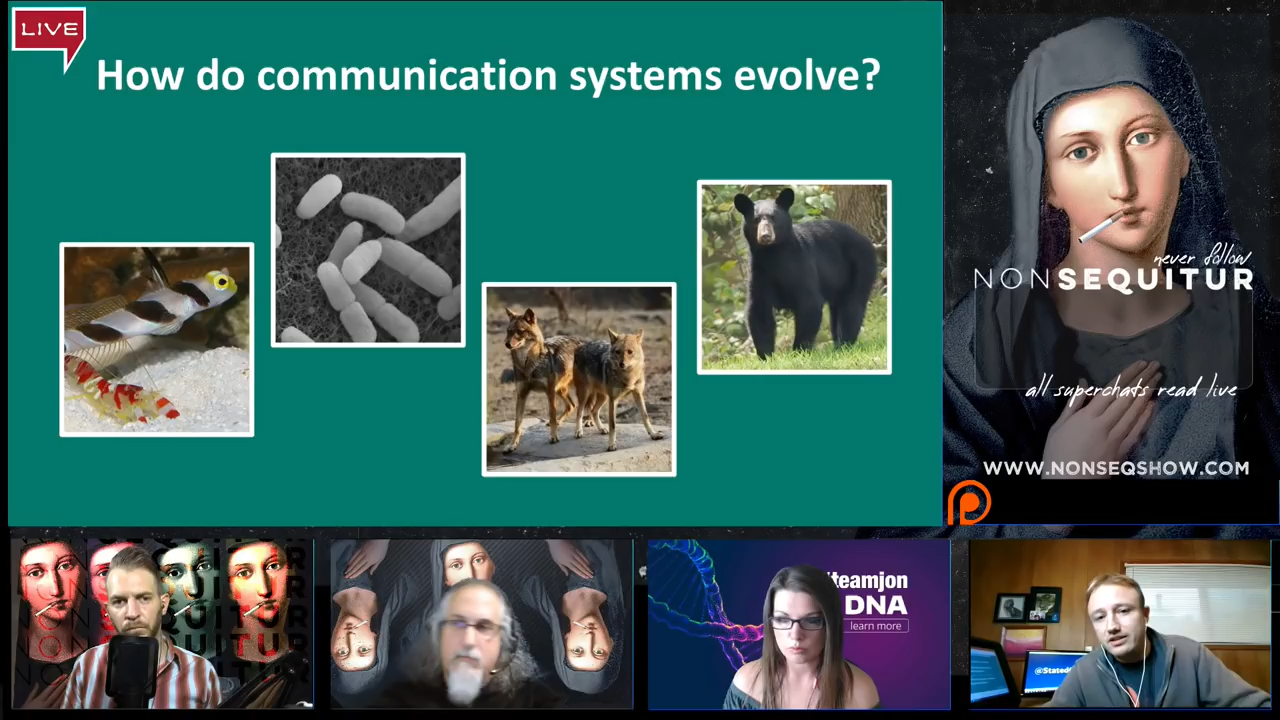 LIVE
How do communication systems evolve?
never follow
NONSEQUITUR
all superchats read live
WWW.NONSEQSHOW.COM
teamjon
DNA
learn more